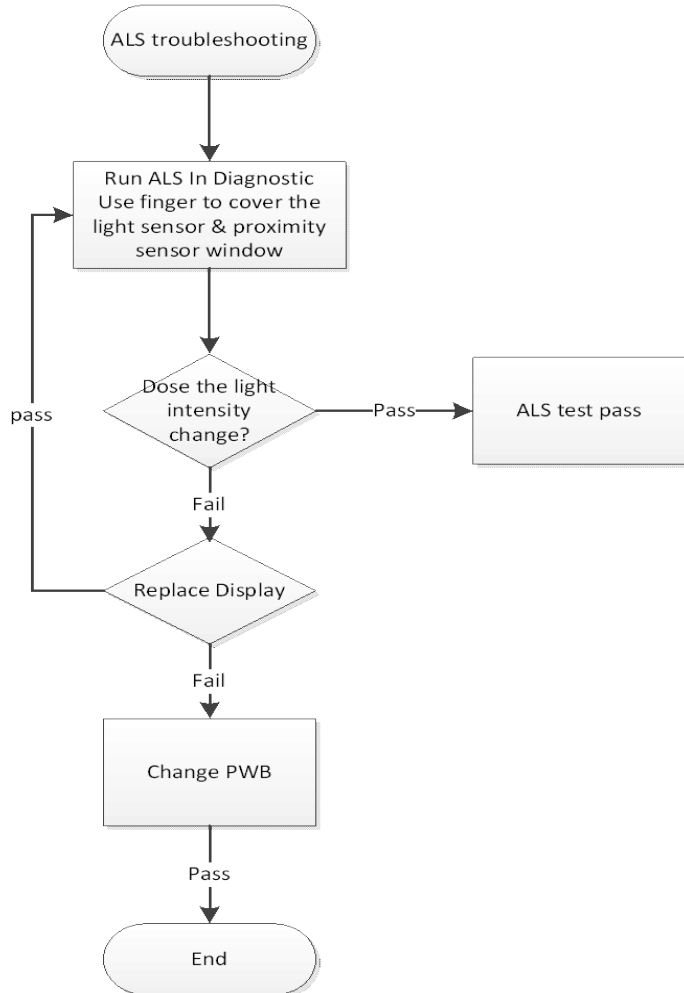 ALS troubleshooting
Run ALS In Diagnostic
Use finger to cover the
light sensor & proximity
sensor window
Dose the light
intensity
change?
Pass
ALS test pass
pass
Fail
Replace Display
Fail
Change PWB
Pass
End